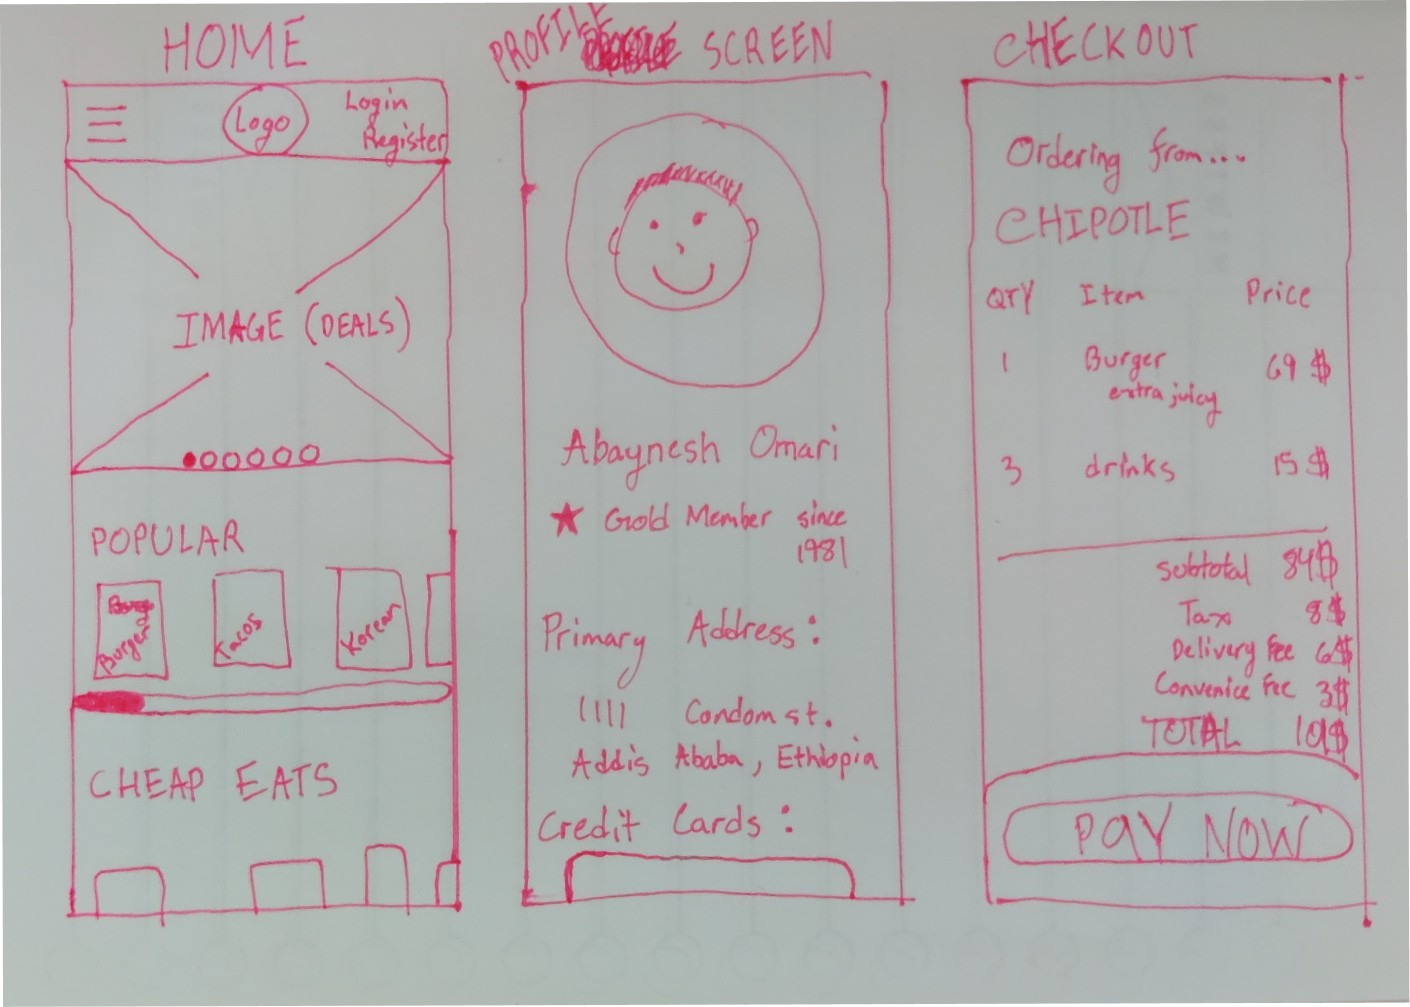 HOME
Logo
Login
Register
IMAGE (DEALS)
POPULAR
Burger
Tacos
Korean
CHEAP EATS
PROFILE SCREEN
Abaynesh Omari
★ Gold Member since
1981
Primary Address:
1111 Condom st.
Addis Ababa, Ethiopia
Credit Cards:
CHECKOUT
Ordering from...
CHIPOTLE
QTY Item Price
1 Burger 69 $
extra juicy
3 drinks 15 $
Subtotal 84$
Tax 8$
Delivery Fee 6$
Convenice Fee 3$
TOTAL 101$
PAY NOW